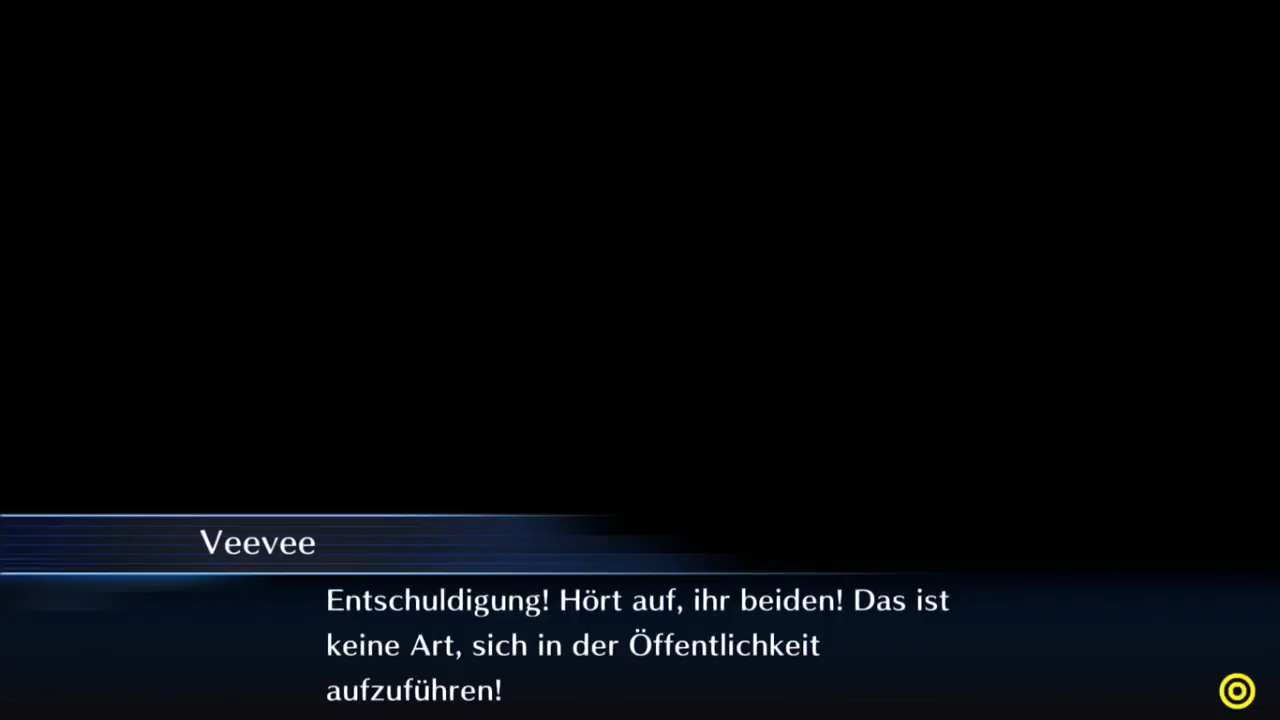 Veevee
Entschuldigung! Hört auf, ihr beiden! Das ist
keine Art, sich in der Öffentlichkeit
aufzuführen!